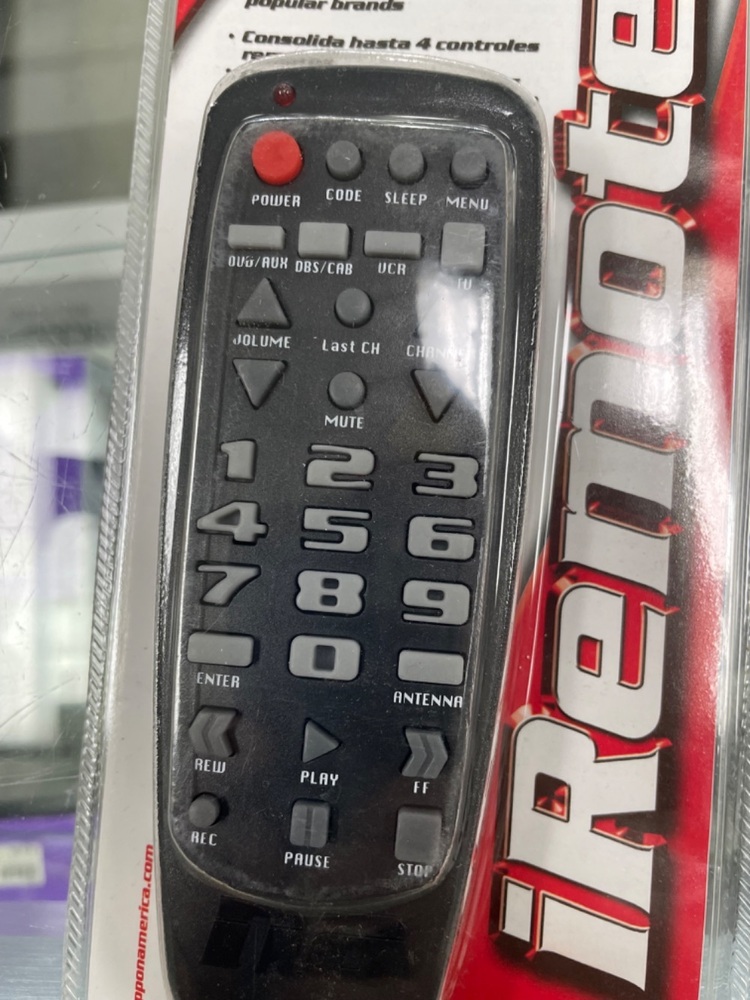 popular brands
• Consolida hasta 4 controles
POWER CODE SLEEP MENU
DVD/AUX DBS/CAB VCR TV
VOLUME Last CH
MUTE
1 2 3
4 5 6
7 8 9
0
ENTER ANTENNA
REW PLAY FF
REC PAUSE STOP
iRemote
oponamerica.com